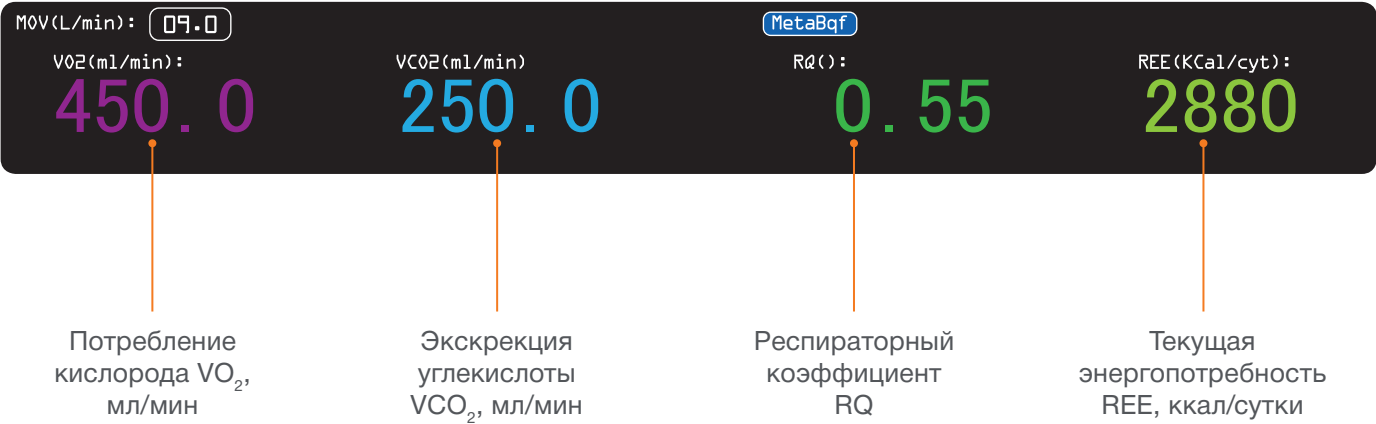 MOV(L/min): 09.0 MetaBqf
VO2(ml/min): VCO2(ml/min) RQ(): REE(KCal/cyt):
450.0 250.0 0.55 2880
Потребление
кислорода VO₂,
мл/мин
Экскреция
углекислоты
VCO₂, мл/мин
Респираторный
коэффициент
RQ
Текущая
энергопотребность
REE, ккал/сутки